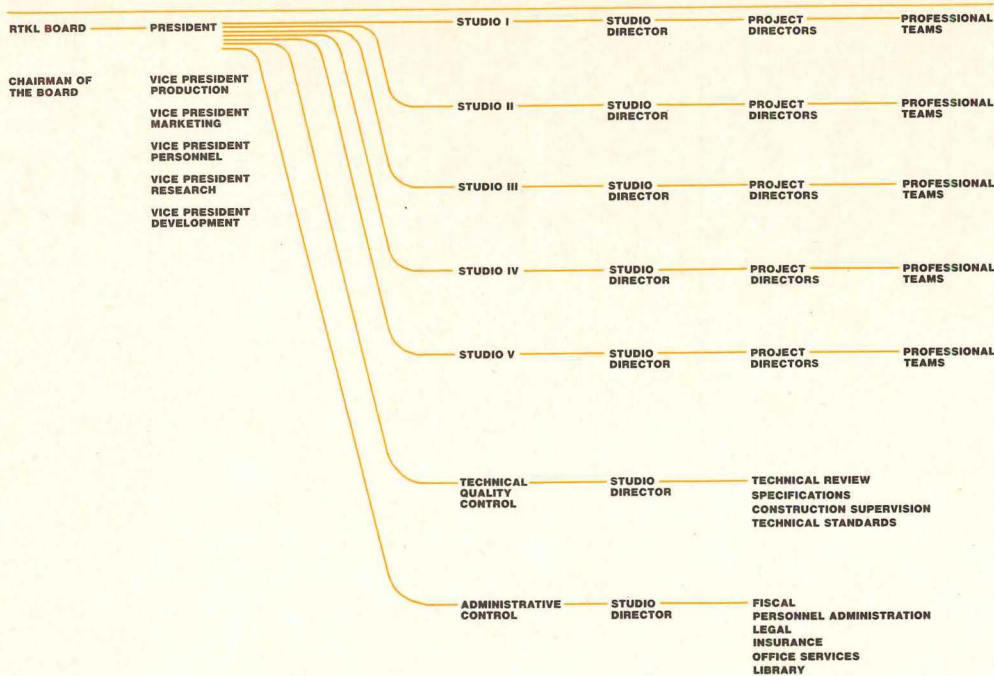 RTKL BOARD
PRESIDENT
STUDIO I
STUDIO
DIRECTOR
PROJECT
DIRECTORS
PROFESSIONAL
TEAMS
CHAIRMAN OF
THE BOARD
VICE PRESIDENT
PRODUCTION
VICE PRESIDENT
MARKETING
VICE PRESIDENT
PERSONNEL
VICE PRESIDENT
RESEARCH
VICE PRESIDENT
DEVELOPMENT
STUDIO II
STUDIO
DIRECTOR
PROJECT
DIRECTORS
PROFESSIONAL
TEAMS
STUDIO III
STUDIO
DIRECTOR
PROJECT
DIRECTORS
PROFESSIONAL
TEAMS
STUDIO IV
STUDIO
DIRECTOR
PROJECT
DIRECTORS
PROFESSIONAL
TEAMS
STUDIO V
STUDIO
DIRECTOR
PROJECT
DIRECTORS
PROFESSIONAL
TEAMS
TECHNICAL
QUALITY
CONTROL
STUDIO
DIRECTOR
TECHNICAL REVIEW
SPECIFICATIONS
CONSTRUCTION SUPERVISION
TECHNICAL STANDARDS
ADMINISTRATIVE
CONTROL
STUDIO
DIRECTOR
FISCAL
PERSONNEL ADMINISTRATION
LEGAL
INSURANCE
OFFICE SERVICES
LIBRARY